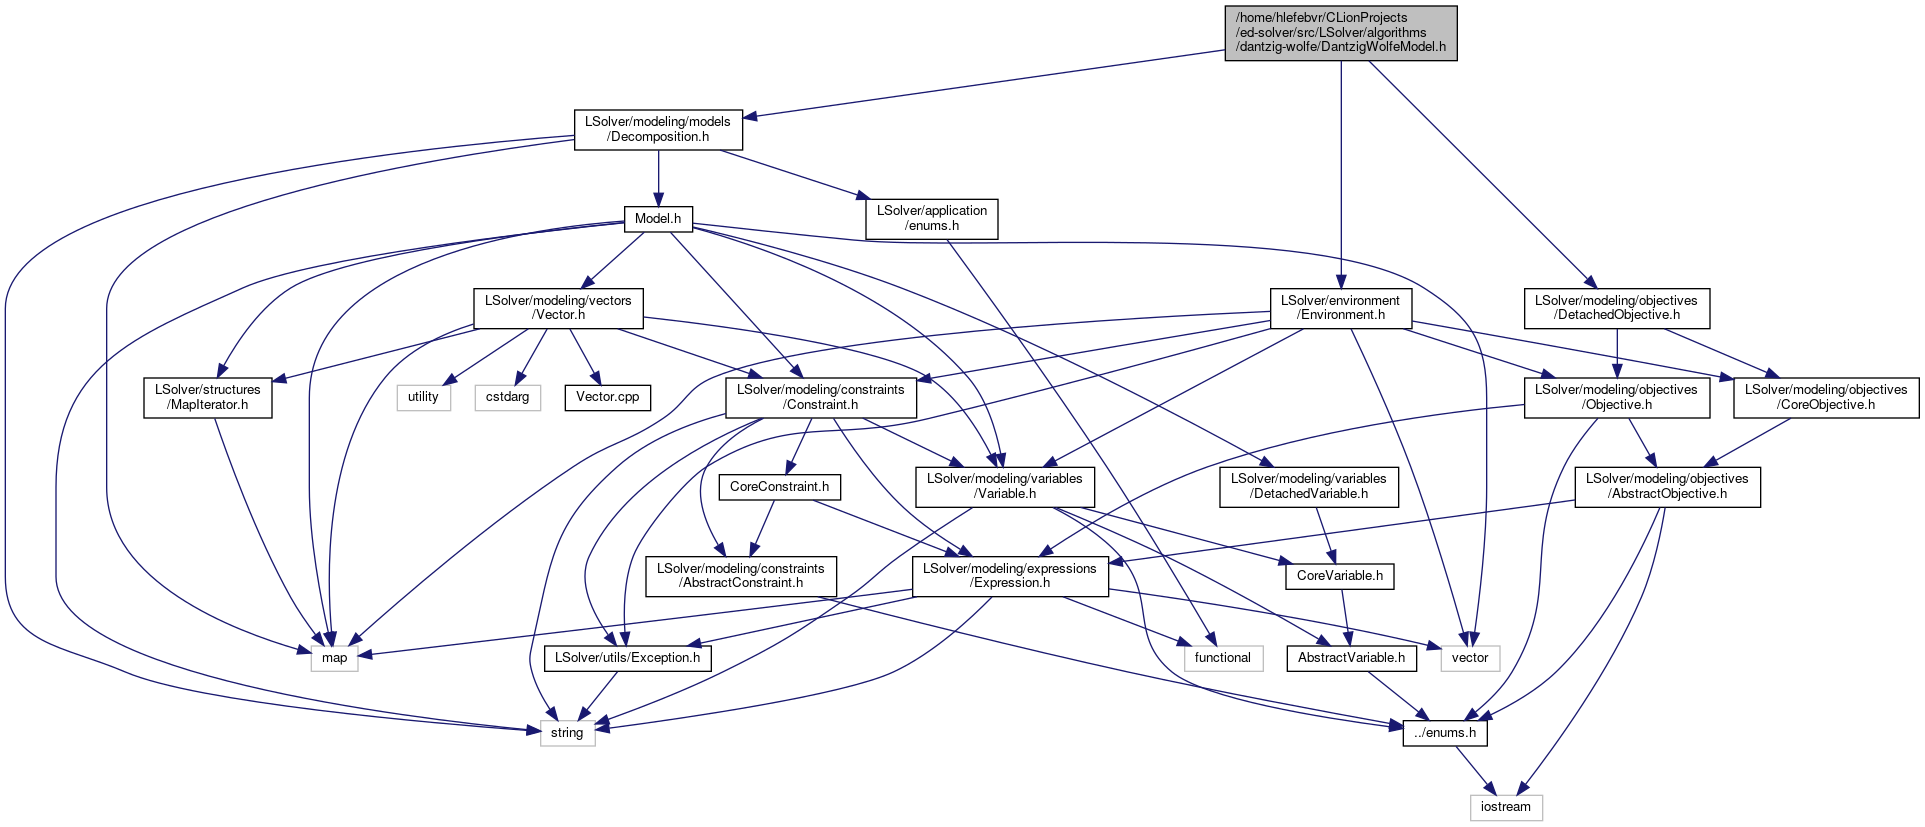 /home/hlefebvr/CLionProjects
/ed-solver/src/LSolver/algorithms
/dantzig-wolfe/DantzigWolfeModel.h
LSolver/modeling/models
/Decomposition.h
Model.h
LSolver/application
/enums.h
LSolver/modeling/vectors
/Vector.h
LSolver/environment
/Environment.h
LSolver/modeling/objectives
/DetachedObjective.h
LSolver/structures
/MapIterator.h
utility
cstdarg
Vector.cpp
LSolver/modeling/constraints
/Constraint.h
LSolver/modeling/objectives
/Objective.h
LSolver/modeling/objectives
/CoreObjective.h
CoreConstraint.h
LSolver/modeling/variables
/Variable.h
LSolver/modeling/variables
/DetachedVariable.h
LSolver/modeling/objectives
/AbstractObjective.h
LSolver/modeling/constraints
/AbstractConstraint.h
LSolver/modeling/expressions
/Expression.h
CoreVariable.h
map
LSolver/utils/Exception.h
functional
AbstractVariable.h
vector
string
../enums.h
iostream